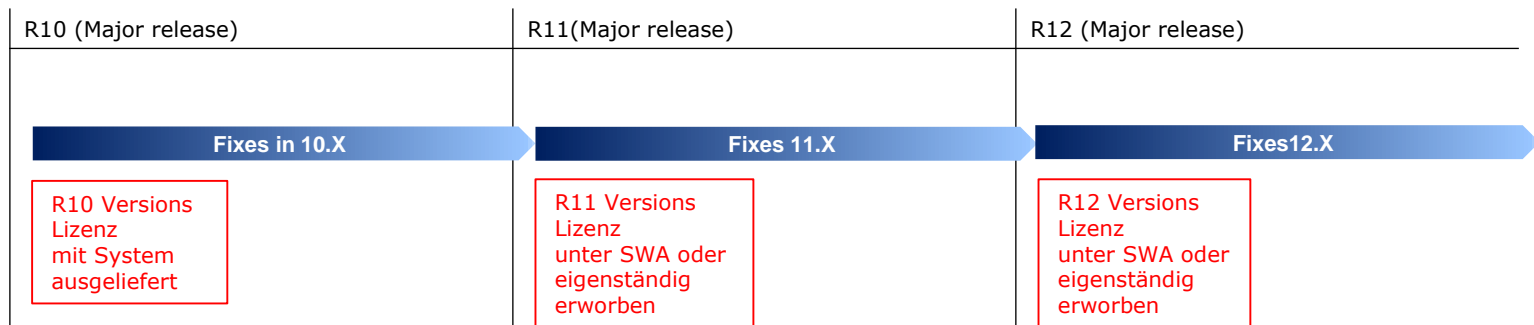 R10 (Major release)
R11(Major release)
R12 (Major release)
Fixes in 10.X
Fixes 11.X
Fixes12.X
R10 Versions
Lizenz
mit System
ausgeliefert
R11 Versions
Lizenz
unter SWA oder
eigenständig
erworben
R12 Versions
Lizenz
unter SWA oder
eigenständig
erworben